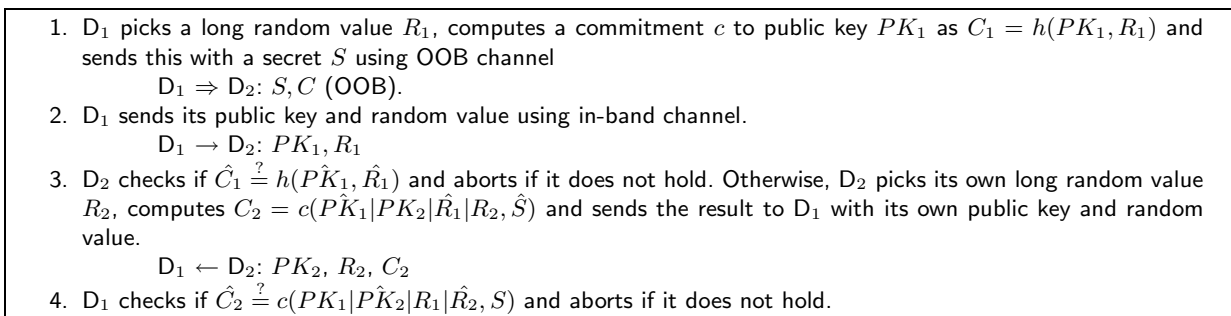 1. D₁ picks a long random value R₁, computes a commitment c to public key PK₁ as C₁ = h(PK₁, R₁) and
sends this with a secret S using OOB channel
D₁ ⇒ D₂: S, C (OOB).
2. D₁ sends its public key and random value using in-band channel.
D₁ → D₂: PK₁, R₁
3. D₂ checks if Ĉ₁ ≟ h(PK̂₁, R̂₁) and aborts if it does not hold. Otherwise, D₂ picks its own long random value
R₂, computes C₂ = c(PK̂₁|PK₂|R̂₁|R₂, Ŝ) and sends the result to D₁ with its own public key and random
value.
D₁ ← D₂: PK₂, R₂, C₂
4. D₁ checks if Ĉ₂ ≟ c(PK₁|PK̂₂|R₁|R̂₂, S) and aborts if it does not hold.